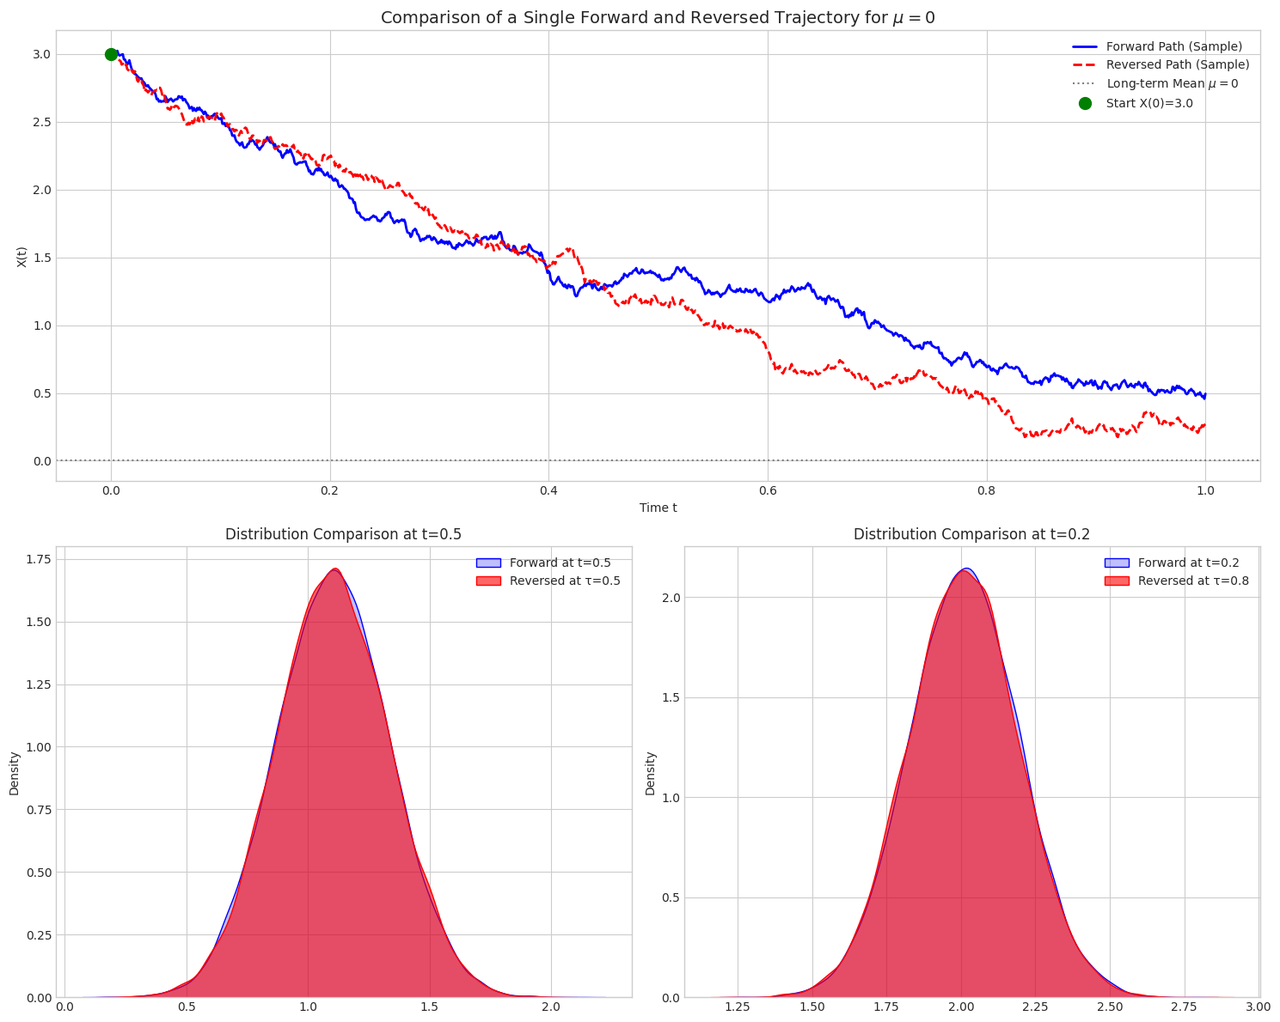 Comparison of a Single Forward and Reversed Trajectory for μ = 0
Forward Path (Sample)
Reversed Path (Sample)
Long-term Mean μ = 0
Start X(0)=3.0
3.0
2.5
2.0
1.5
1.0
0.5
0.0
X(t)
0.0 0.2 0.4 0.6 0.8 1.0
Time t
Distribution Comparison at t=0.5
Forward at t=0.5
Reversed at τ=0.5
1.75
1.50
1.25
1.00
0.75
0.50
0.25
0.00
Density
0.0 0.5 1.0 1.5 2.0
Distribution Comparison at t=0.2
Forward at t=0.2
Reversed at τ=0.8
2.0
1.5
1.0
0.5
0.0
Density
1.25 1.50 1.75 2.00 2.25 2.50 2.75 3.00